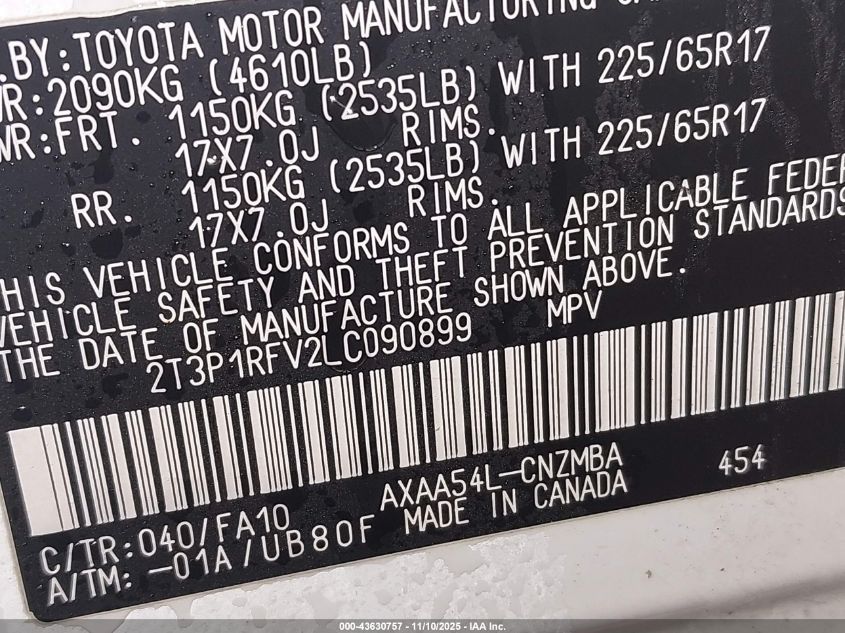 .BY:TOYOTA MOTOR MANUFACTURING
WR:2090KG (4610LB)
WR:FRT. 1150KG (2535LB) WITH 225/65R17
17X7.0J RIMS.
RR. 1150KG (2535LB) WITH 225/65R17
17X7.0J RIMS.
HIS VEHICLE CONFORMS TO ALL APPLICABLE FEDER
VEHICLE SAFETY AND THEFT PREVENTION STANDARDS
THE DATE OF MANUFACTURE SHOWN ABOVE.
2T3P1RFV2LC090899 MPV
AXAA54L-CNZMBA 454
C/TR:040/FA10 MADE IN CANADA
A/TM: -01A/UB80F
000-43630757 - 11/10/2025 - IAA Inc.